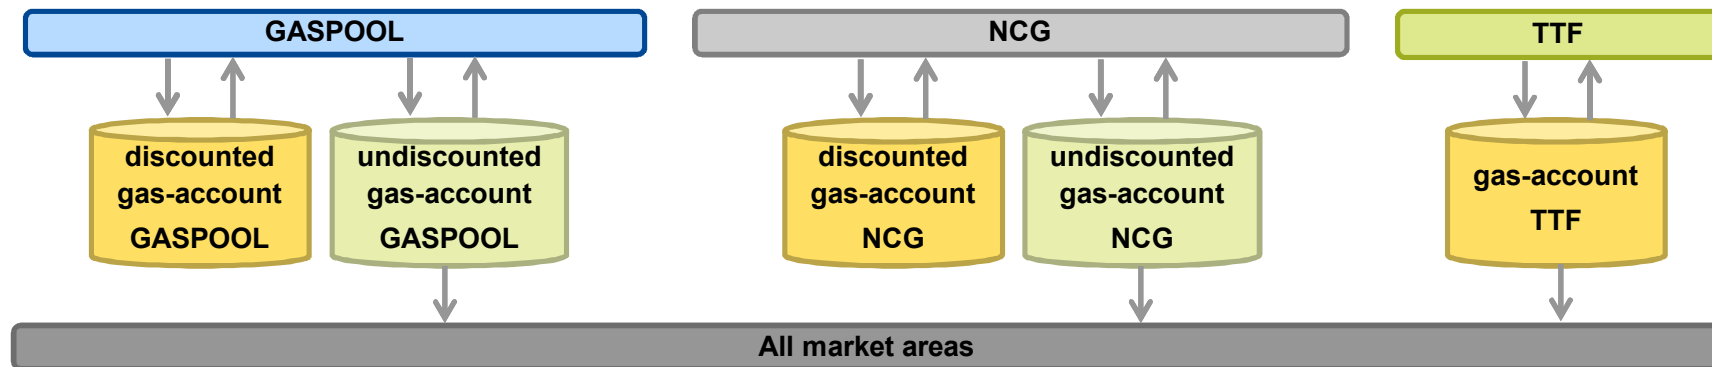 GASPOOL
NCG
TTF
discounted
gas-account
GASPOOL
undiscounted
gas-account
GASPOOL
discounted
gas-account
NCG
undiscounted
gas-account
NCG
gas-account
TTF
All market areas